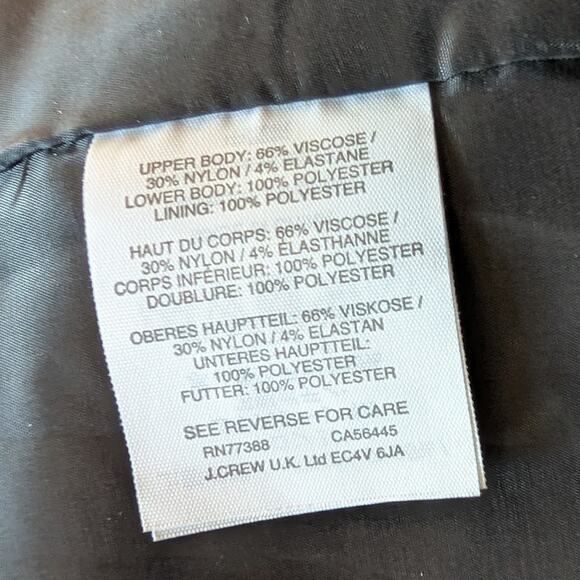 UPPER BODY: 66% VISCOSE /
30% NYLON / 4% ELASTANE
LOWER BODY: 100% POLYESTER
LINING: 100% POLYESTER
HAUT DU CORPS: 66% VISCOSE /
30% NYLON / 4% ÉLASTHANNE
CORPS INFÉRIEUR: 100% POLYESTER
DOUBLURE: 100% POLYESTER
OBERES HAUPTTEIL: 66% VISKOSE /
30% NYLON / 4% ELASTAN
UNTERES HAUPTTEIL:
100% POLYESTER
FUTTER: 100% POLYESTER
SEE REVERSE FOR CARE
RN77388 CA56445
J.CREW U.K. Ltd EC4V 6JA